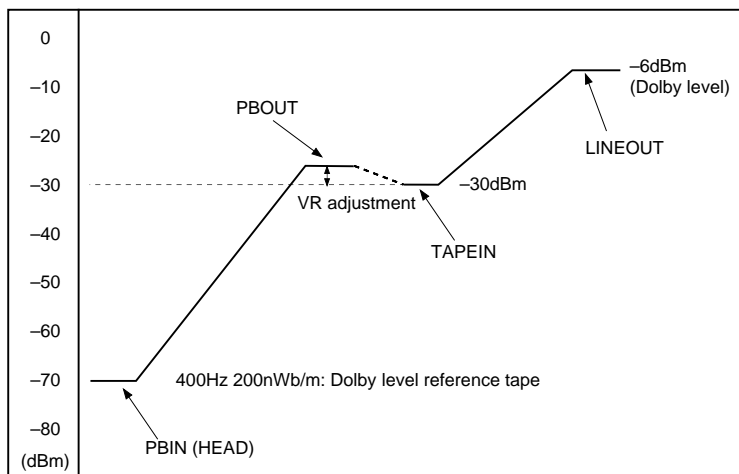 0
–10
–20
–30
–40
–50
–60
–70
–80
(dBm)
PBOUT
–6dBm
(Dolby level)
LINEOUT
–30dBm
VR adjustment
TAPEIN
400Hz 200nWb/m: Dolby level reference tape
PBIN (HEAD)